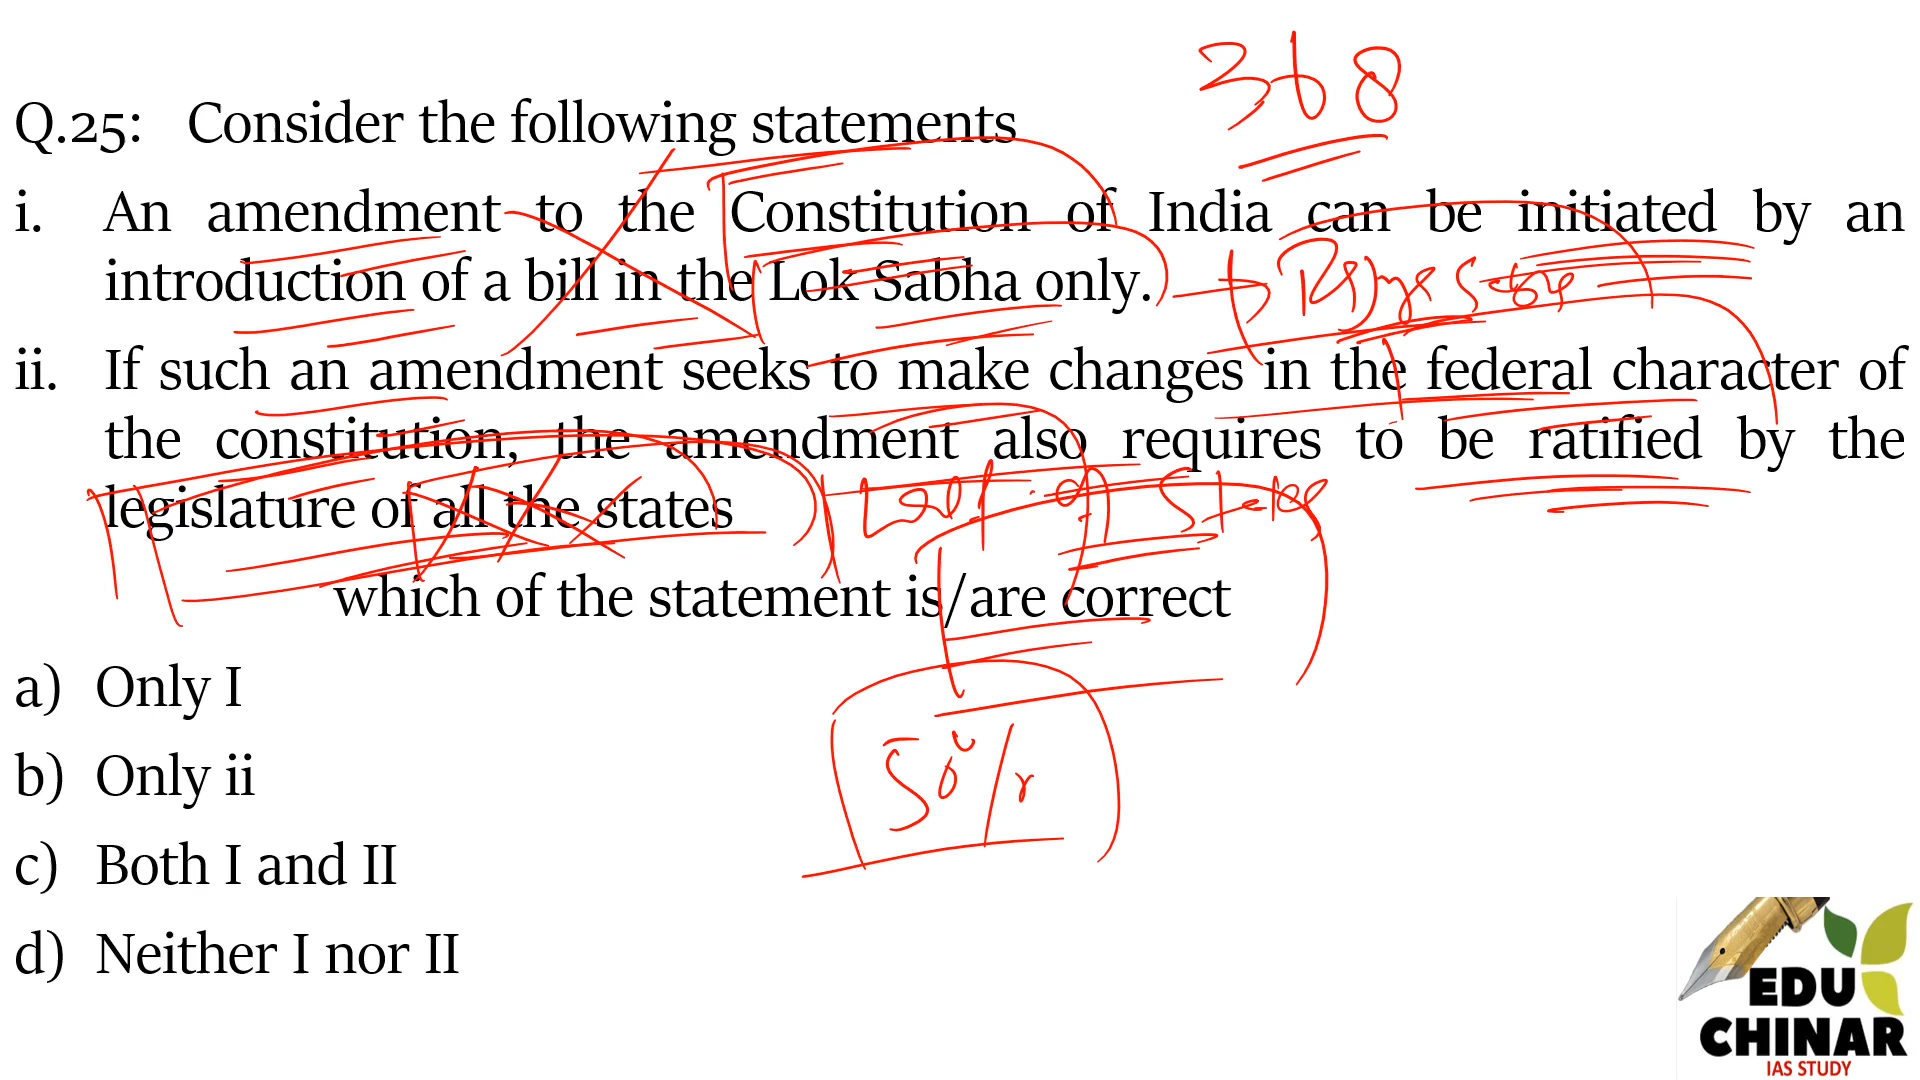 368
Q.25: Consider the following statements
i. An amendment to the Constitution of India can be initiated by an
introduction of a bill in the Lok Sabha only.
ii. If such an amendment seeks to make changes in the federal character of
the constitution, the amendment also requires to be ratified by the
legislature of all the states
of States
which of the statement is/are correct
a) Only I
50%
b) Only ii
c) Both I and II
d) Neither I nor II
EDU
CHINAR
IAS STUDY